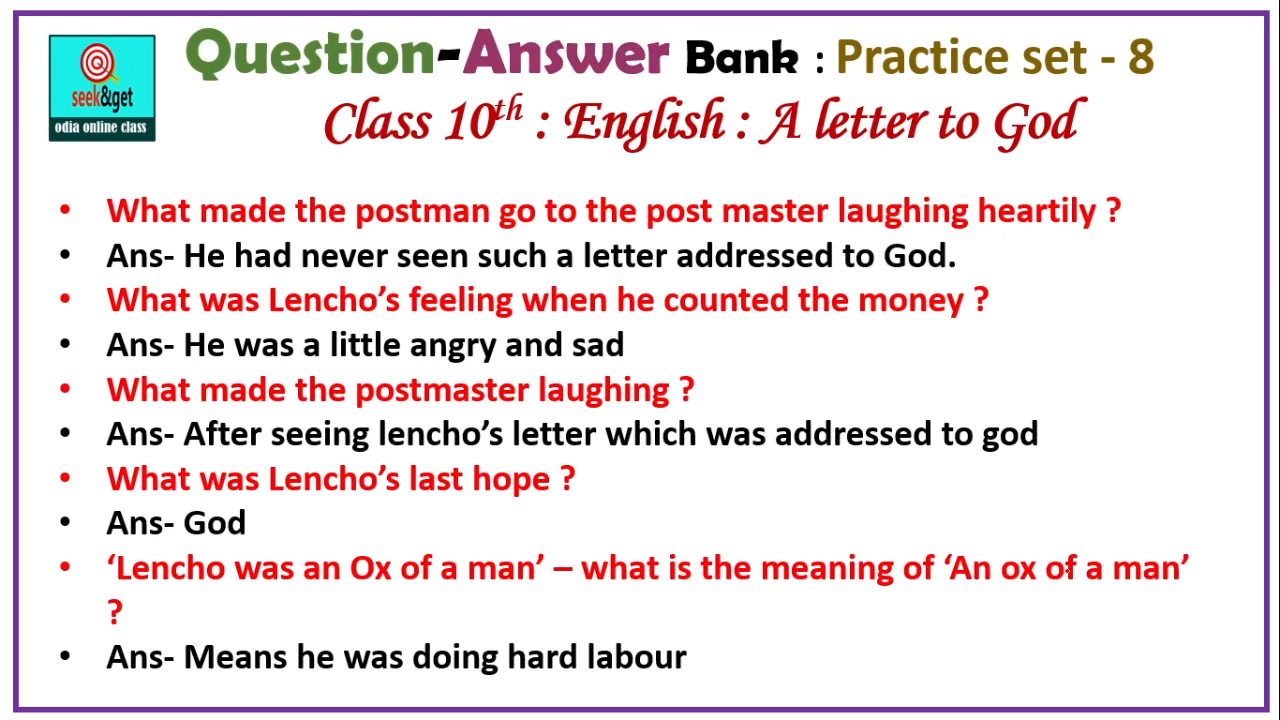 Question-Answer Bank : Practice set - 8
seek&get
odia online class
Class 10th : English : A letter to God
• What made the postman go to the post master laughing heartily ?
• Ans- He had never seen such a letter addressed to God.
• What was Lencho’s feeling when he counted the money ?
• Ans- He was a little angry and sad
• What made the postmaster laughing ?
• Ans- After seeing lencho’s letter which was addressed to god
• What was Lencho’s last hope ?
• Ans- God
• ‘Lencho was an Ox of a man’ – what is the meaning of ‘An ox of a man’
?
• Ans- Means he was doing hard labour